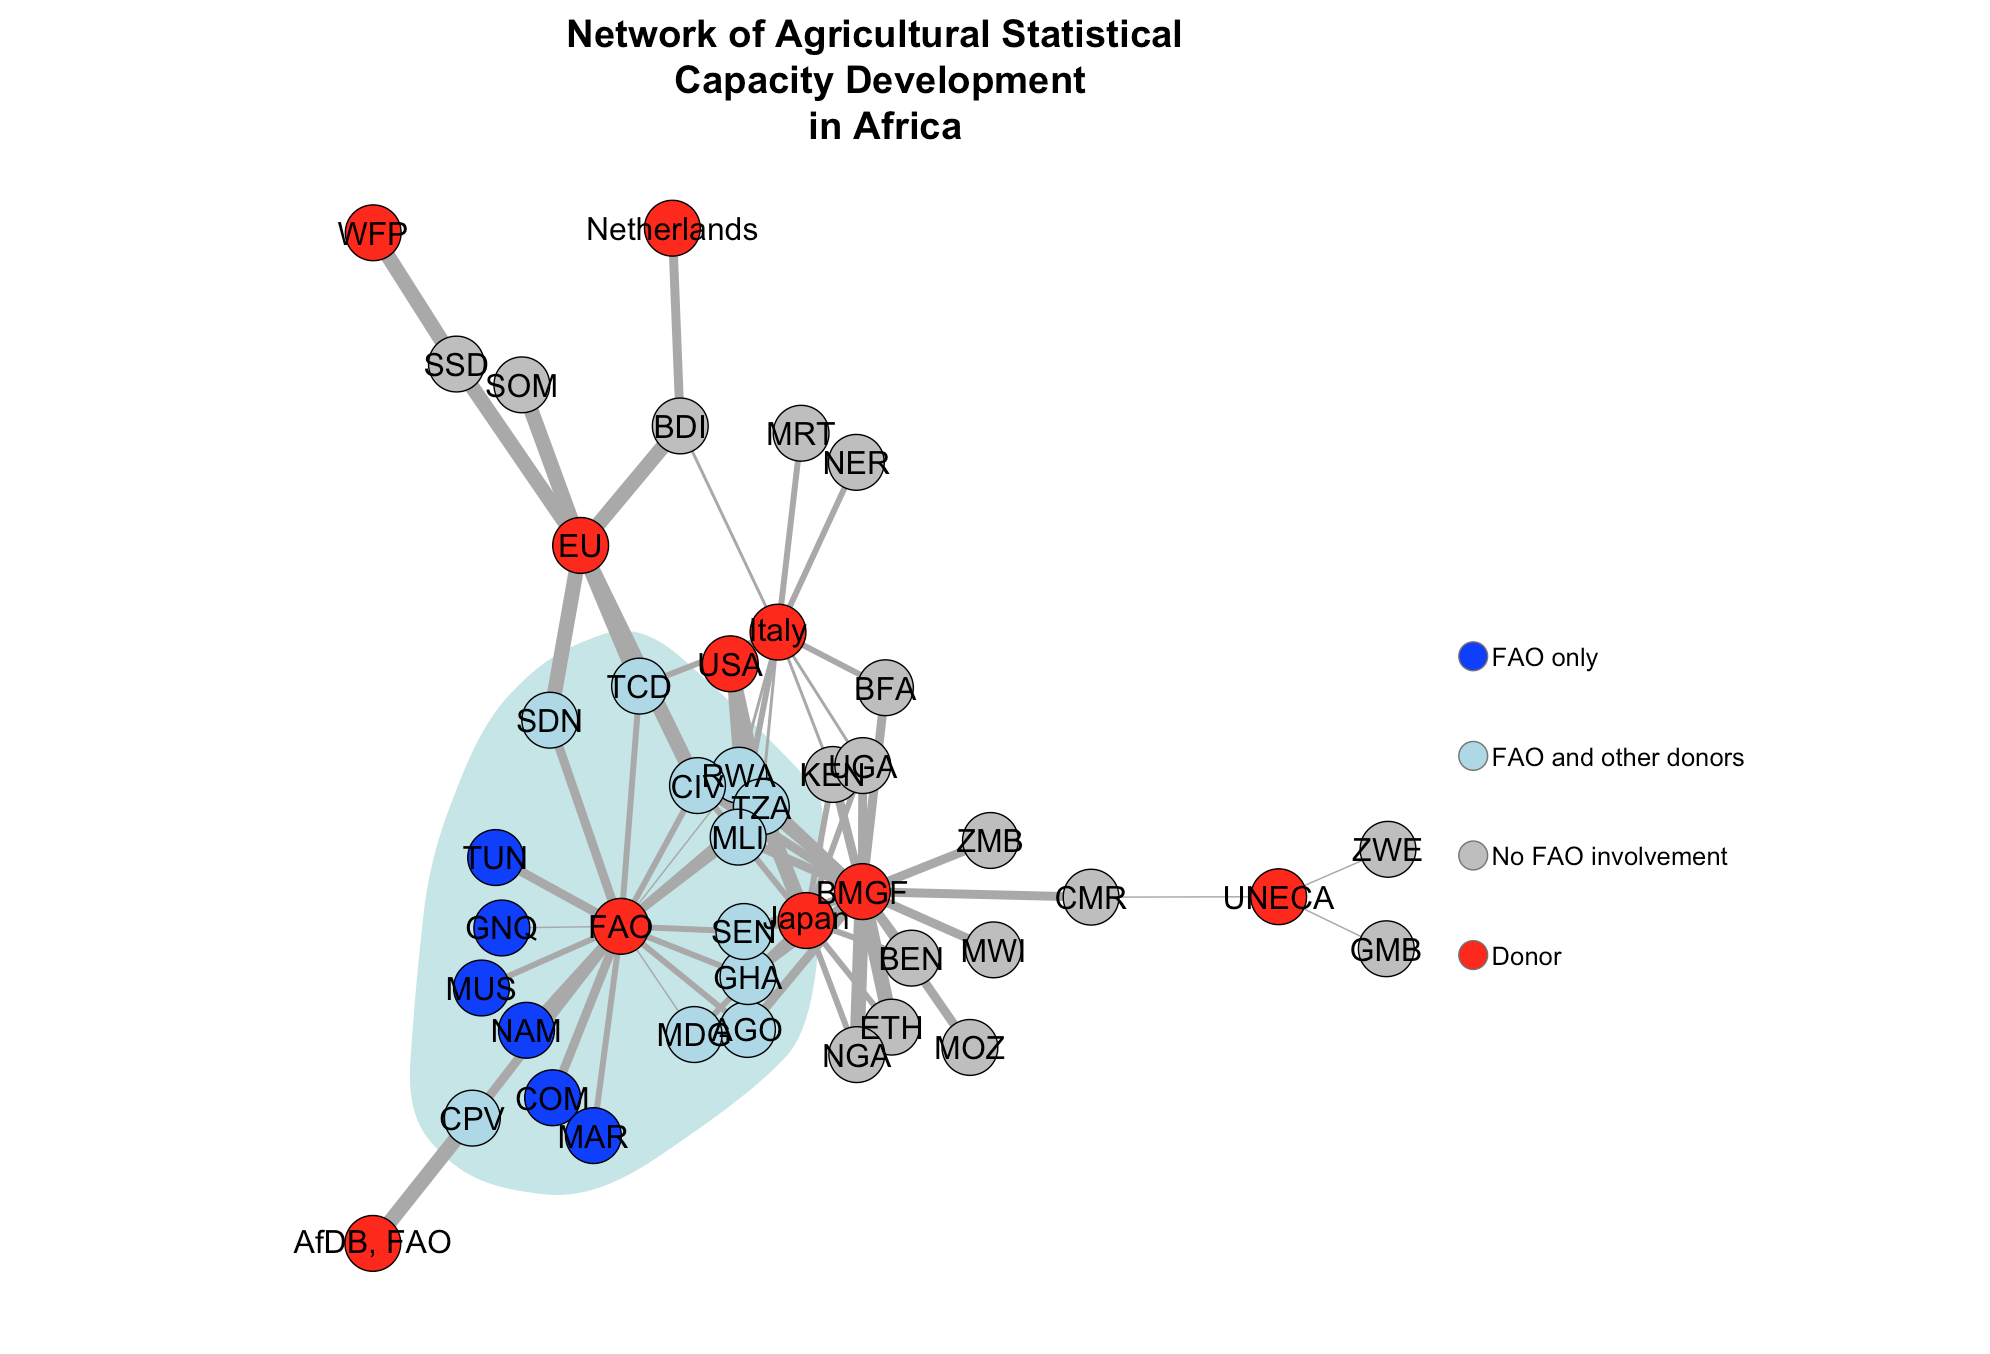 Network of Agricultural Statistical
Capacity Development
in Africa
WFP
Netherlands
SSD
SOM
BDI
MRT
NER
EU
Italy
USA
TCD
BFA
SDN
RWA
KEN
UGA
CIV
TZA
MLI
ZMB
TUN
BMGF
CMR
UNECA
ZWE
GNQ
FAO
SEN
Japan
BEN
MWI
GMB
MUS
GHA
NAM
MDG
AGO
ETH
NGA
MOZ
COM
CPV
MAR
AfDB, FAO
FAO only
FAO and other donors
No FAO involvement
Donor